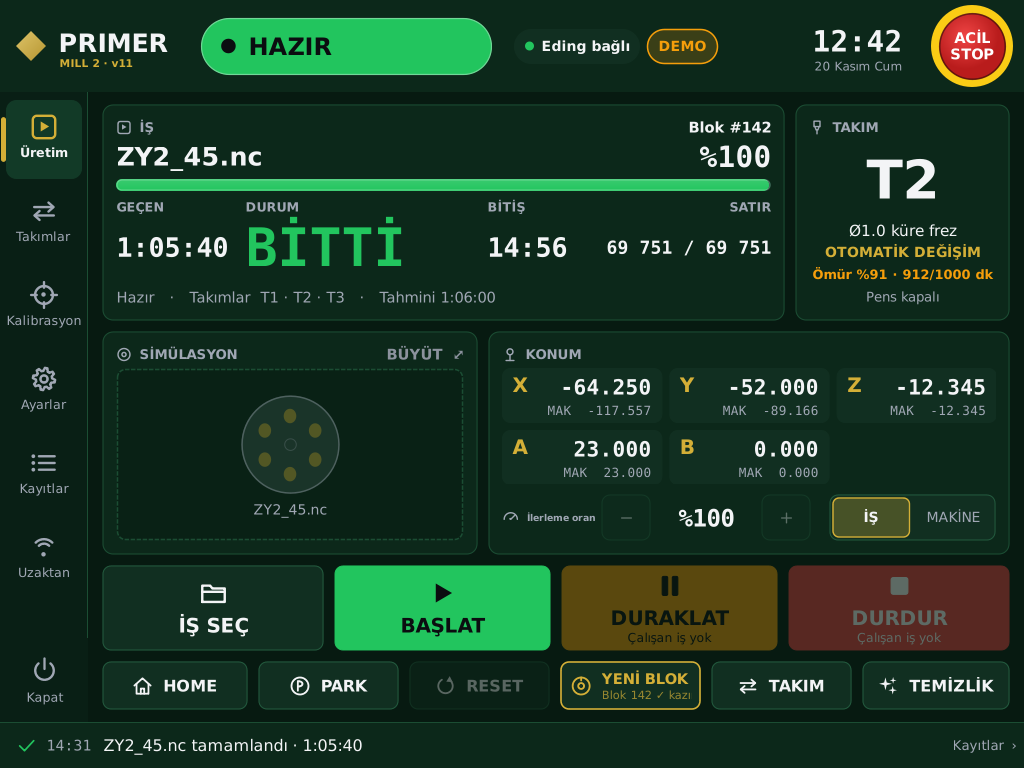 PRIMER
MILL 2 · v11
HAZIR
Eding bağlı
DEMO
12:42
20 Kasım Cum
ACİL
STOP
Üretim
Takımlar
Kalibrasyon
Ayarlar
Kayıtlar
Uzaktan
Kapat
İŞ
Blok #142
ZY2_45.nc
%100
GEÇEN DURUM BİTİŞ SATIR
1:05:40 BİTTİ 14:56 69 751 / 69 751
Hazır · Takımlar T1 · T2 · T3 · Tahmini 1:06:00
TAKIM
T2
Ø1.0 küre frez
OTOMATİK DEĞİŞİM
Ömür %91 · 912/1000 dk
Pens kapalı
SİMÜLASYON BÜYÜT ⤢
ZY2_45.nc
KONUM
X -64.250 Y -52.000 Z -12.345
MAK -117.557 MAK -89.166 MAK -12.345
A 23.000 B 0.000
MAK 23.000 MAK 0.000
İlerleme oran − %100 + İŞ MAKİNE
İŞ SEÇ
BAŞLAT
DURAKLAT
Çalışan iş yok
DURDUR
Çalışan iş yok
HOME
PARK
RESET
YENİ BLOK
Blok 142 ✓ kazı
TAKIM
TEMİZLİK
14:31 ZY2_45.nc tamamlandı · 1:05:40
Kayıtlar ›